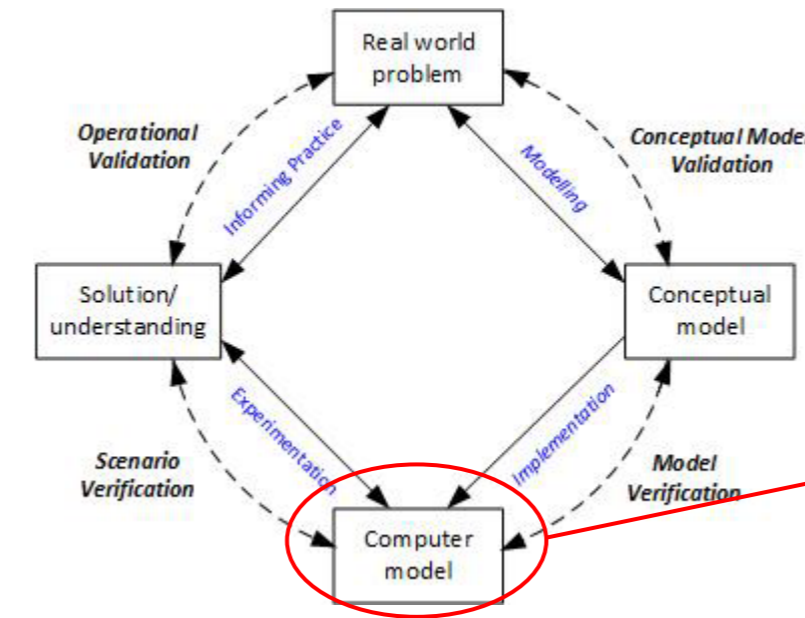 Real world
problem
Operational
Validation
Informing Practice
Modelling
Conceptual Mode
Validation
Solution/
understanding
Conceptual
model
Experimentation
Implementation
Scenario
Verification
Model
Verification
Computer
model